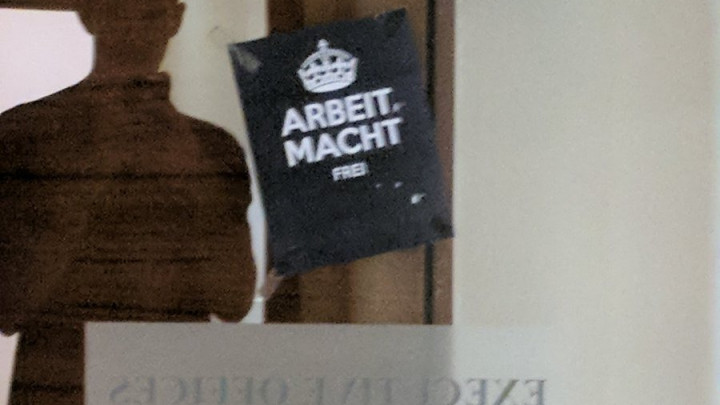 ARBEIT
MACHT
FREI
EXECUTIVE OFFICES